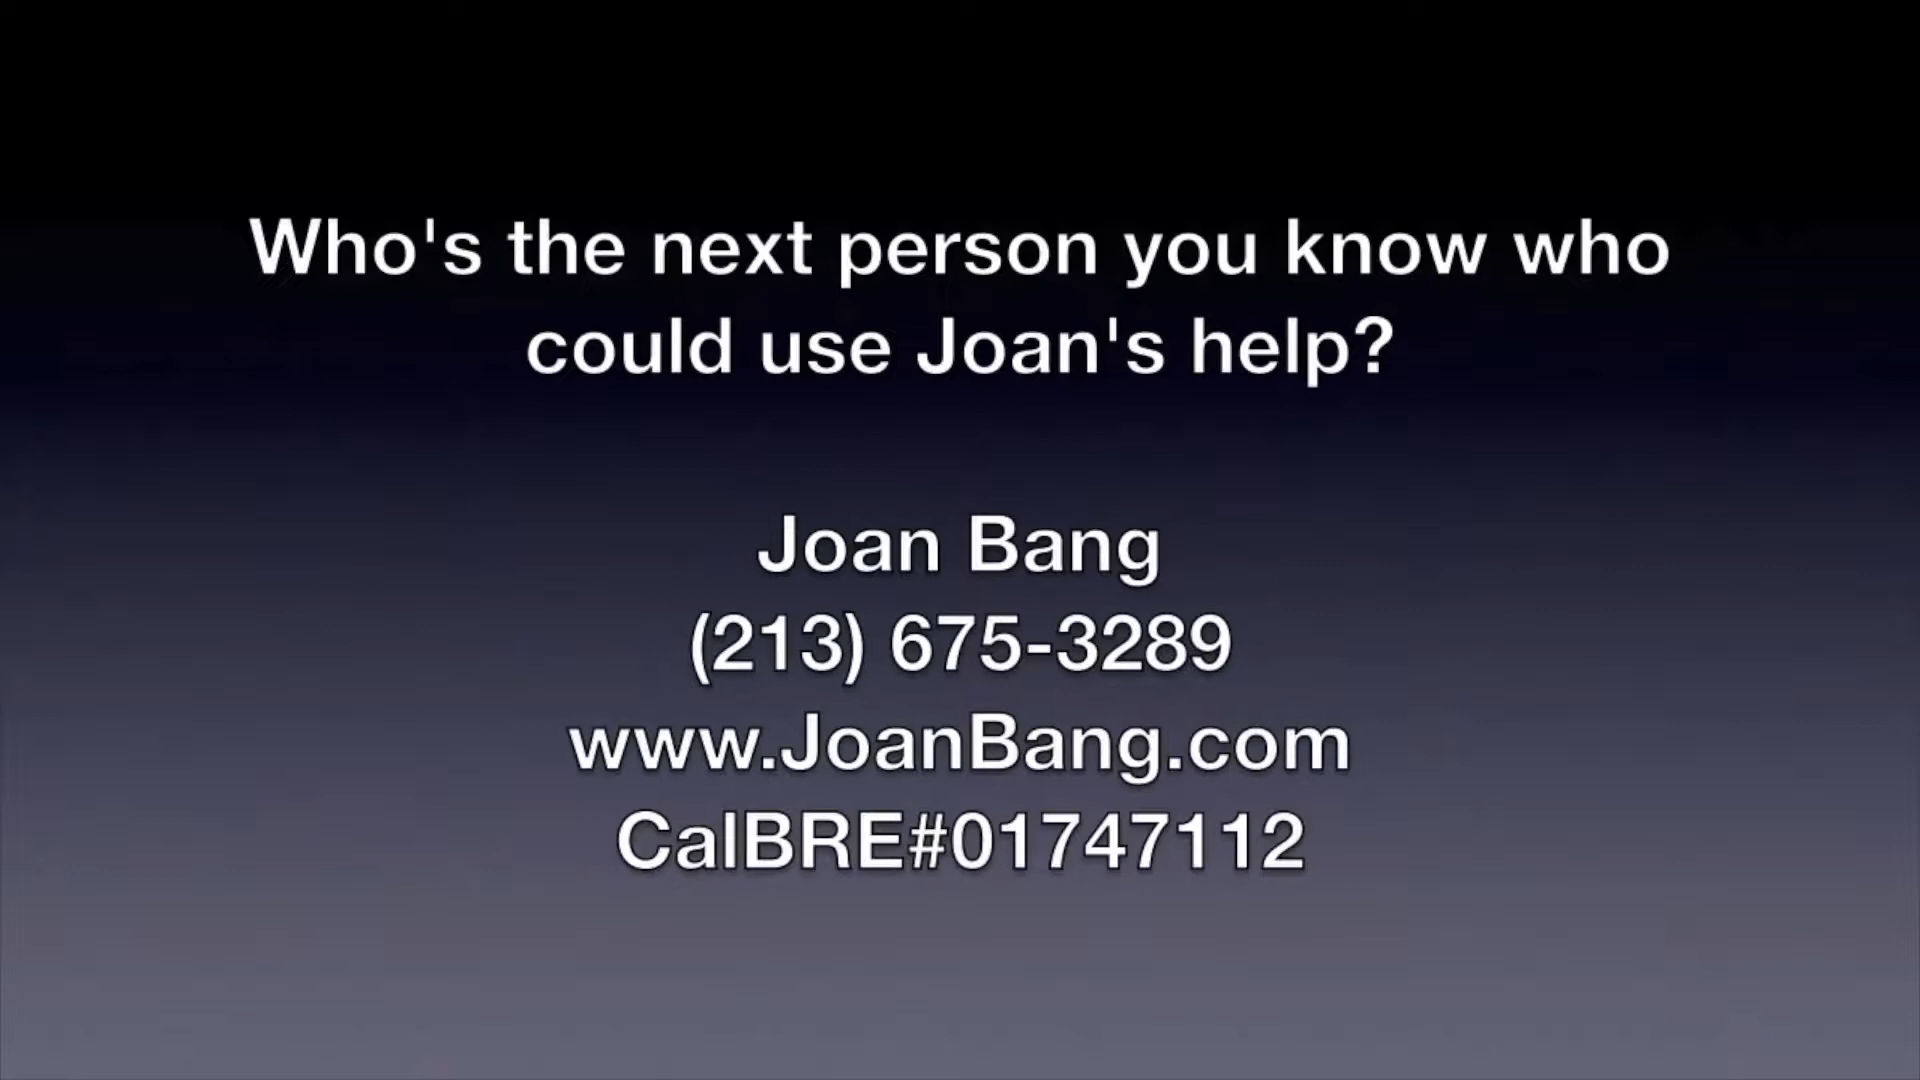 Who's the next person you know who
could use Joan's help?
Joan Bang
(213) 675-3289
www.JoanBang.com
CalBRE#01747112